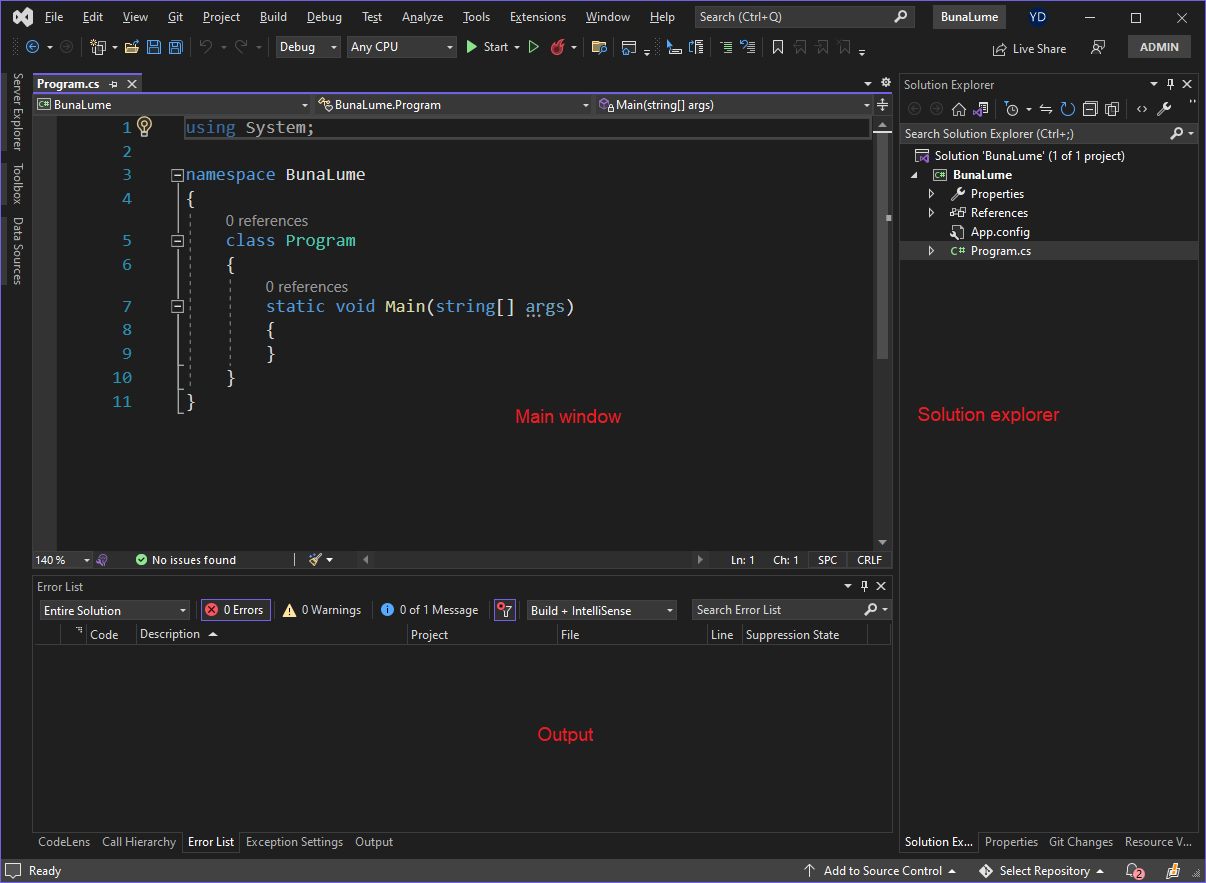 File Edit View Git Project Build Debug Test Analyze Tools Extensions Window Help Search (Ctrl+Q) BunaLume YD
Debug Any CPU Start Live Share ADMIN
Server Explorer
Toolbox
Data Sources
Program.cs
C# BunaLume BunaLume.Program Main(string[] args)
1 using System;
2
3 namespace BunaLume
4 {
0 references
5 class Program
6 {
0 references
7 static void Main(string[] args)
8 {
9 }
10 }
11 }
Main window
140 % No issues found Ln: 1 Ch: 1 SPC CRLF
Error List
Entire Solution 0 Errors 0 Warnings 0 of 1 Message Build + IntelliSense Search Error List
Code Description Project File Line Suppression State
Output
CodeLens Call Hierarchy Error List Exception Settings Output
Solution Explorer
Search Solution Explorer (Ctrl+;)
Solution 'BunaLume' (1 of 1 project)
C# BunaLume
Properties
References
App.config
C# Program.cs
Solution explorer
Solution Ex... Properties Git Changes Resource V...
Ready Add to Source Control Select Repository 2